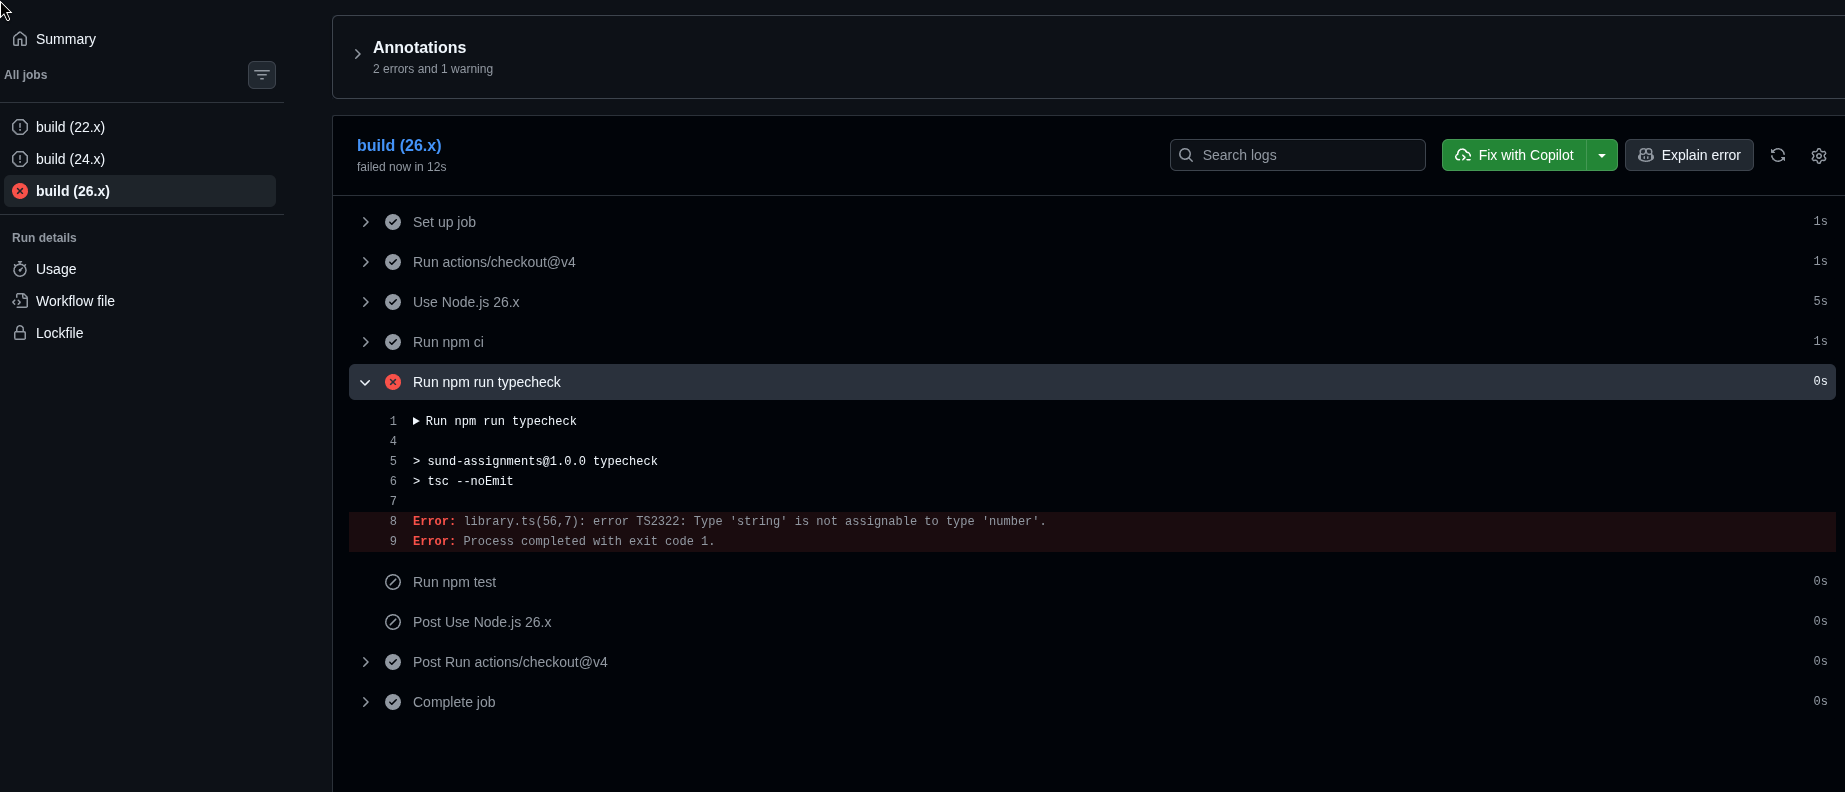 Summary
All jobs
build (22.x)
build (24.x)
build (26.x)
Run details
Usage
Workflow file
Lockfile
Annotations
2 errors and 1 warning
build (26.x)
failed now in 12s
Search logs
Fix with Copilot
Explain error
Set up job 1s
Run actions/checkout@v4 1s
Use Node.js 26.x 5s
Run npm ci 1s
Run npm run typecheck 0s
1 Run npm run typecheck
4
5 > sund-assignments@1.0.0 typecheck
6 > tsc --noEmit
7
8 Error: library.ts(56,7): error TS2322: Type 'string' is not assignable to type 'number'.
9 Error: Process completed with exit code 1.
Run npm test 0s
Post Use Node.js 26.x 0s
Post Run actions/checkout@v4 0s
Complete job 0s